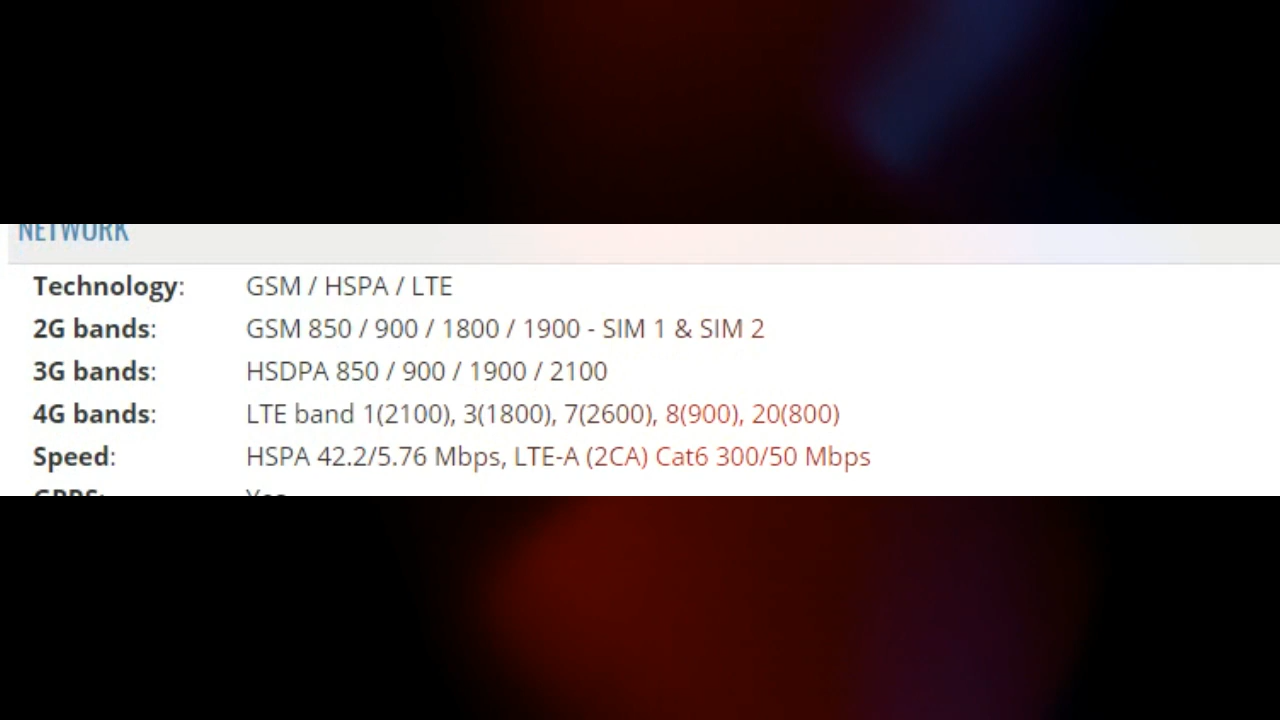 NETWORK
Technology: GSM / HSPA / LTE
2G bands: GSM 850 / 900 / 1800 / 1900 - SIM 1 & SIM 2
3G bands: HSDPA 850 / 900 / 1900 / 2100
4G bands: LTE band 1(2100), 3(1800), 7(2600), 8(900), 20(800)
Speed: HSPA 42.2/5.76 Mbps, LTE-A (2CA) Cat6 300/50 Mbps
GPRS: Yes